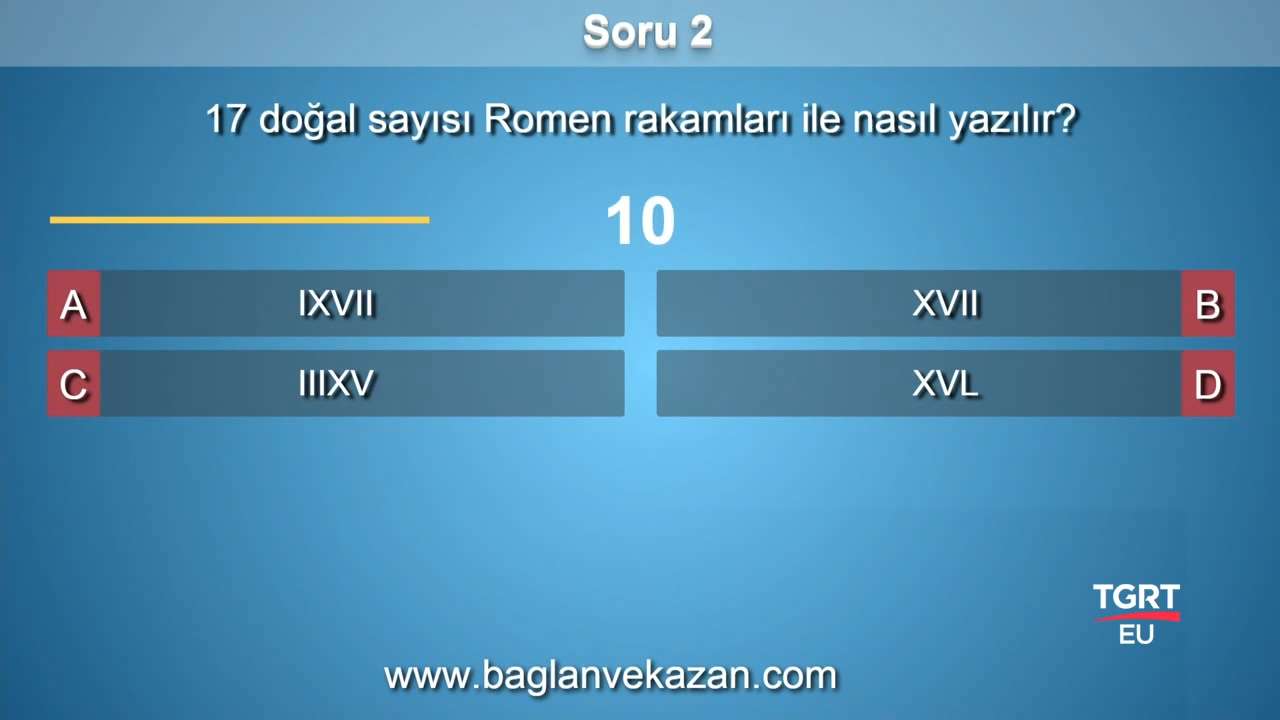 Soru 2
17 doğal sayısı Romen rakamları ile nasıl yazılır?
10
A IXVII
XVII B
C IIIXV
XVL D
TGRT
EU
www.baglanvekazan.com